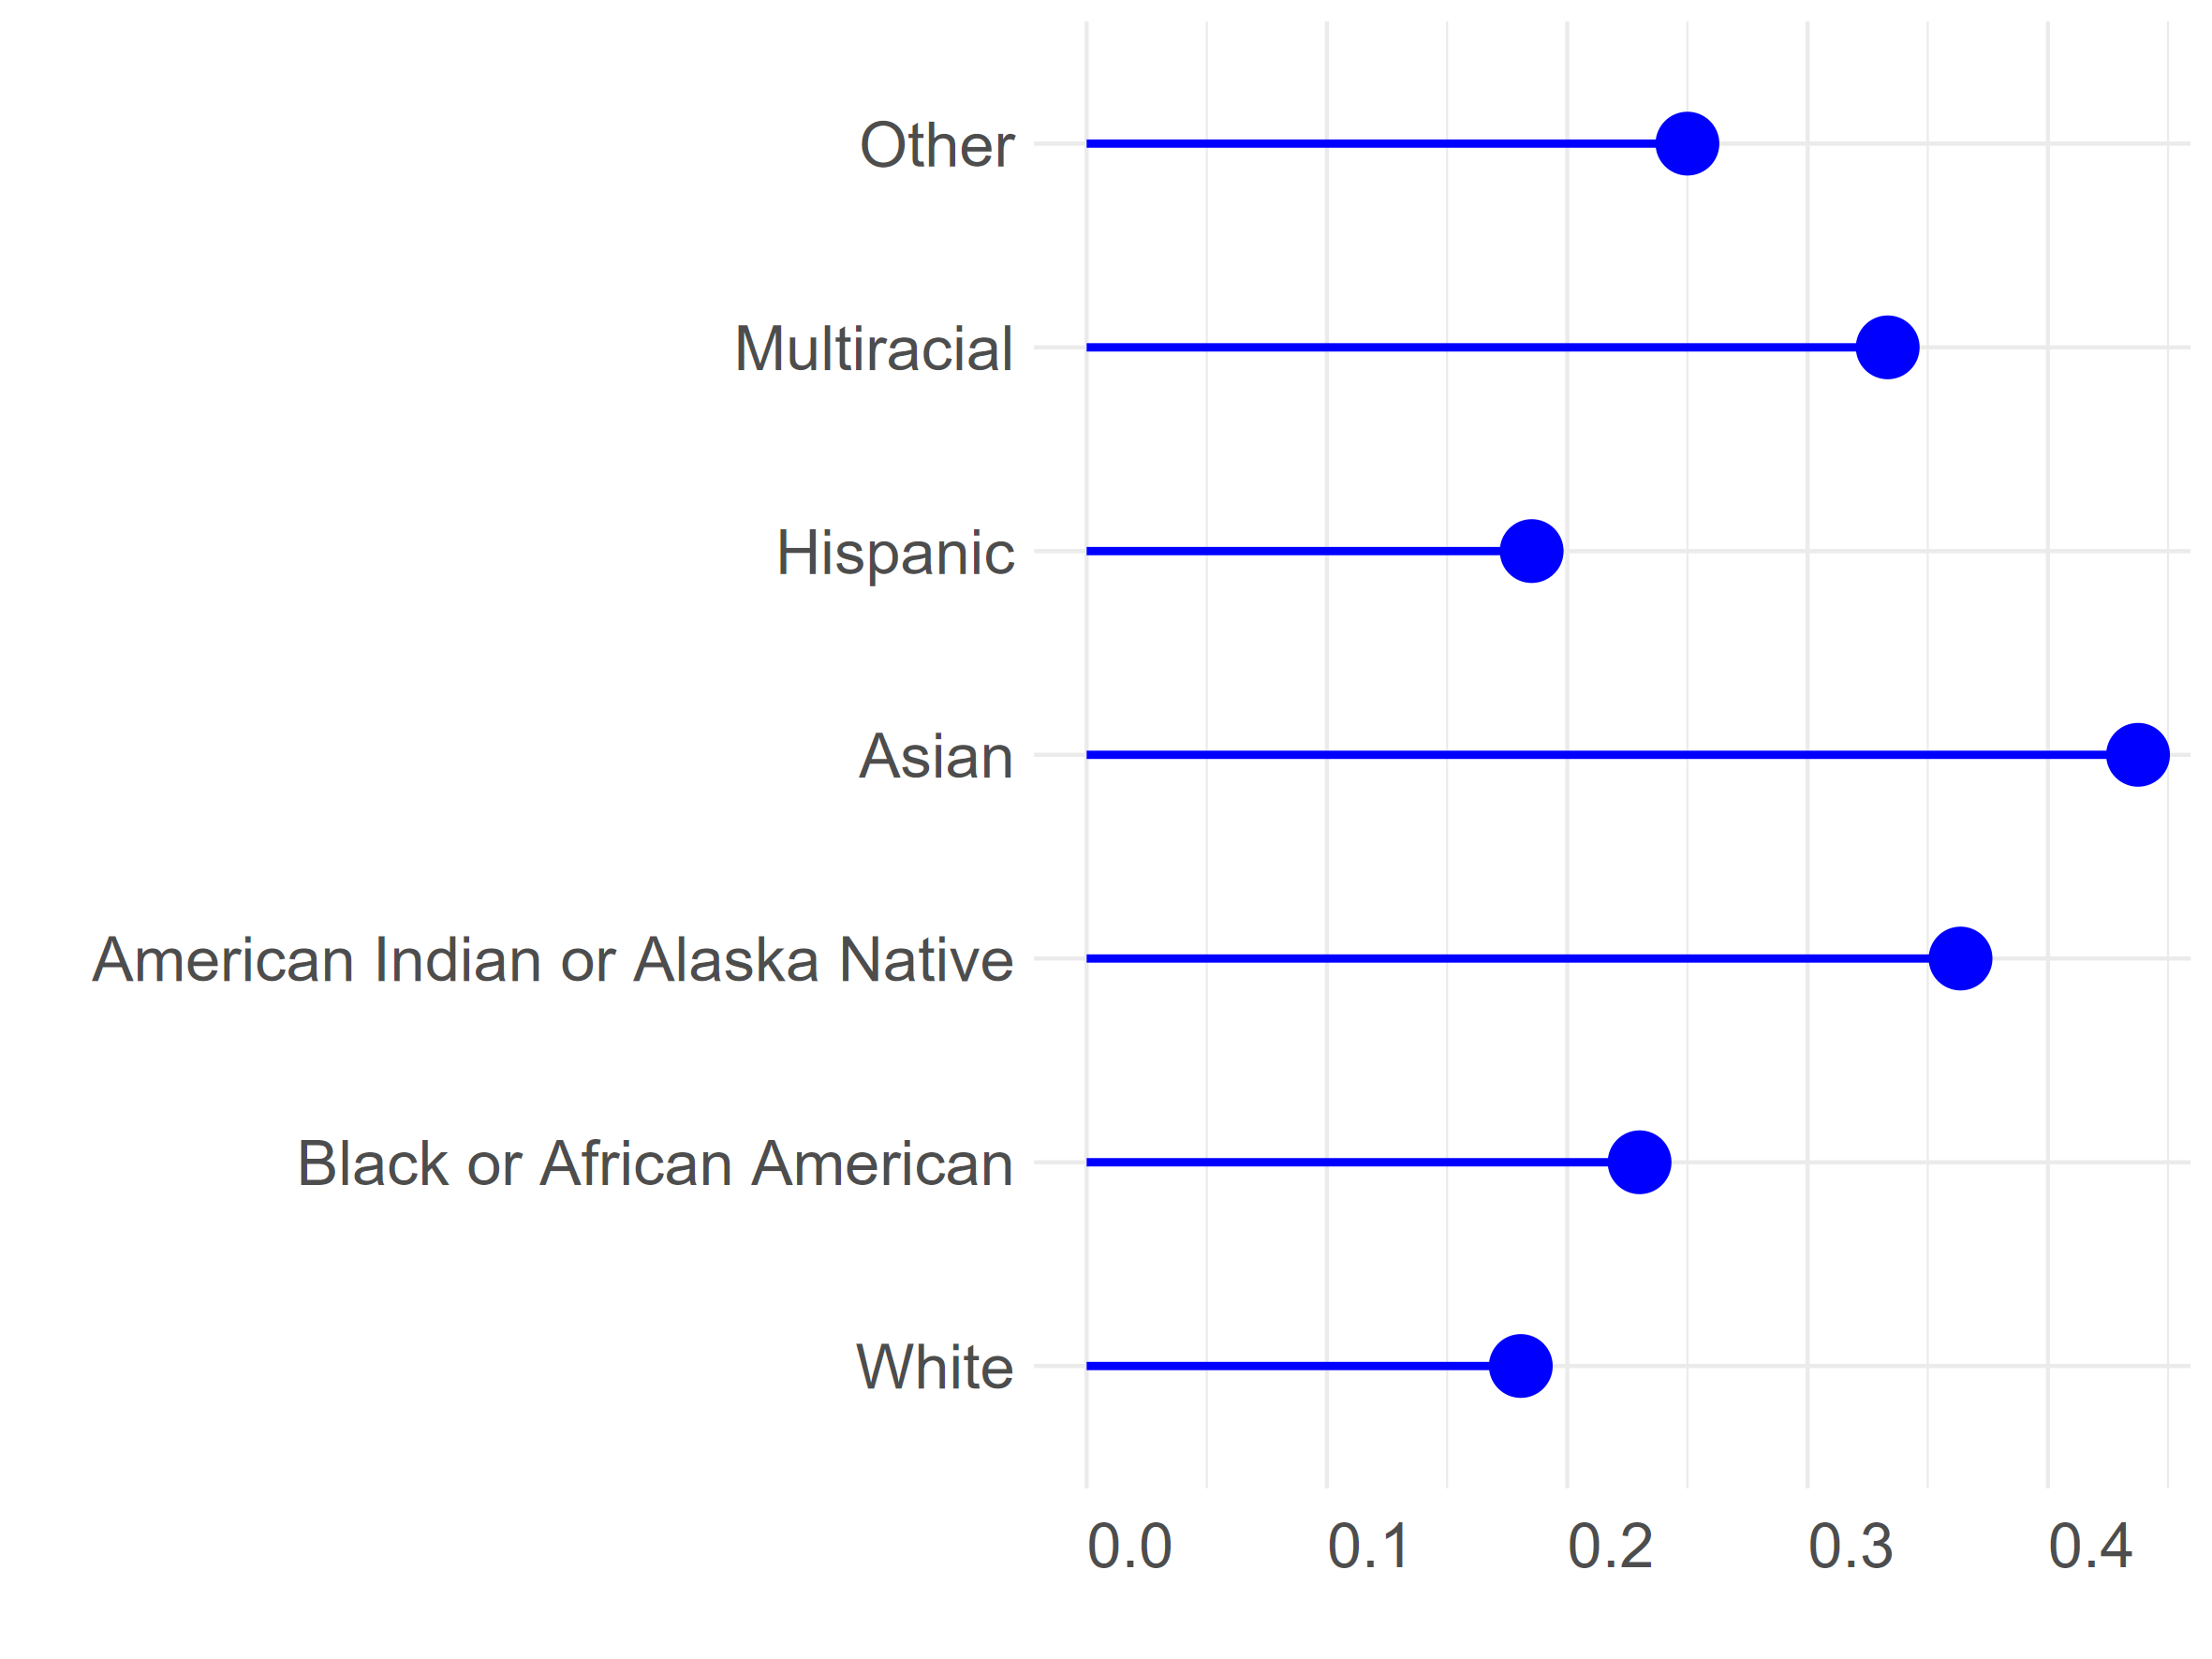 Other
Multiracial
Hispanic
Asian
American Indian or Alaska Native
Black or African American
White
0.0 0.1 0.2 0.3 0.4